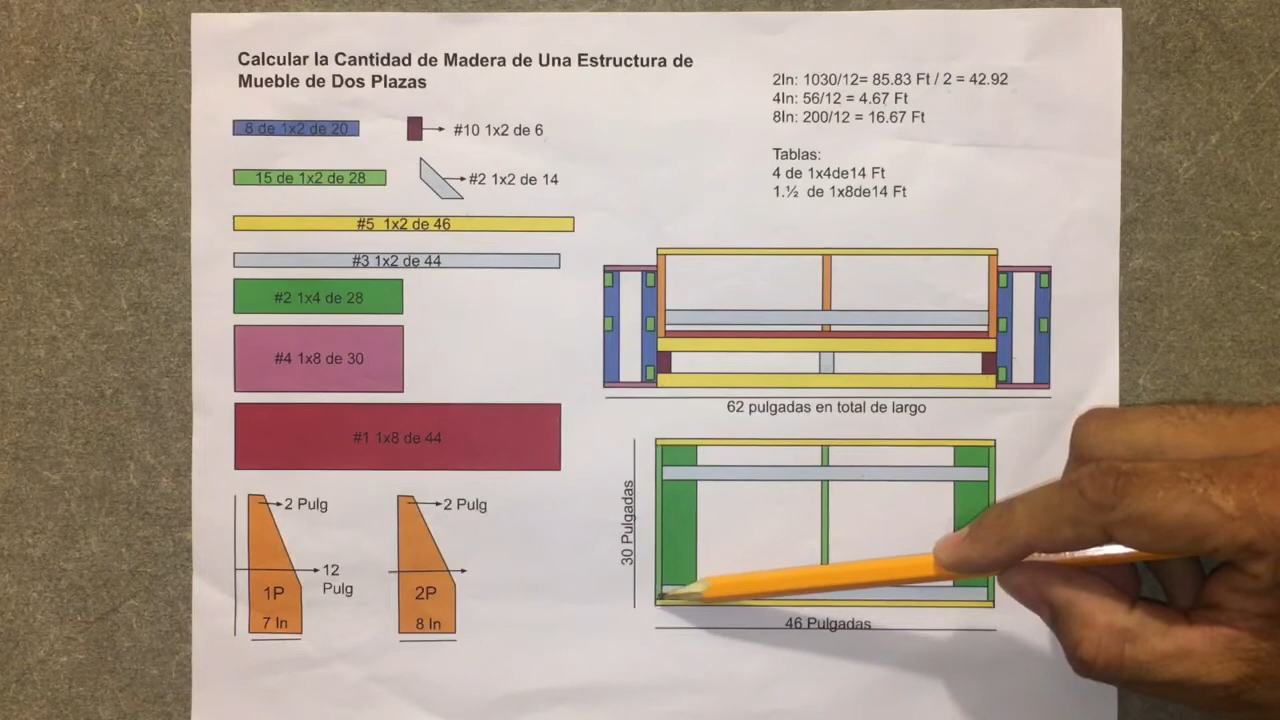 Calcular la Cantidad de Madera de Una Estructura de
Mueble de Dos Plazas
2In: 1030/12= 85.83 Ft / 2 = 42.92
4In: 56/12 = 4.67 Ft
8In: 200/12 = 16.67 Ft
Tablas:
4 de 1x4de14 Ft
1.½ de 1x8de14 Ft
8 de 1x2 de 20
#10 1x2 de 6
15 de 1x2 de 28
#2 1x2 de 14
#5 1x2 de 46
#3 1x2 de 44
#2 1x4 de 28
#4 1x8 de 30
#1 1x8 de 44
62 pulgadas en total de largo
30 Pulgadas
46 Pulgadas
2 Pulg
12
Pulg
1P
7 In
2 Pulg
2P
8 In